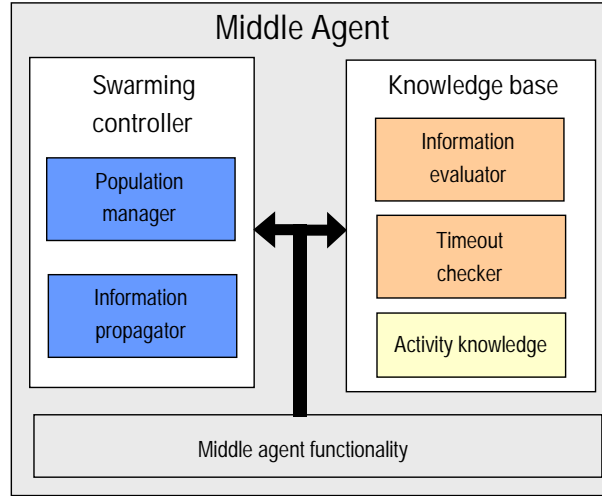 Middle Agent
Swarming
controller
Population
manager
Information
propagator
Knowledge base
Information
evaluator
Timeout
checker
Activity knowledge
Middle agent functionality